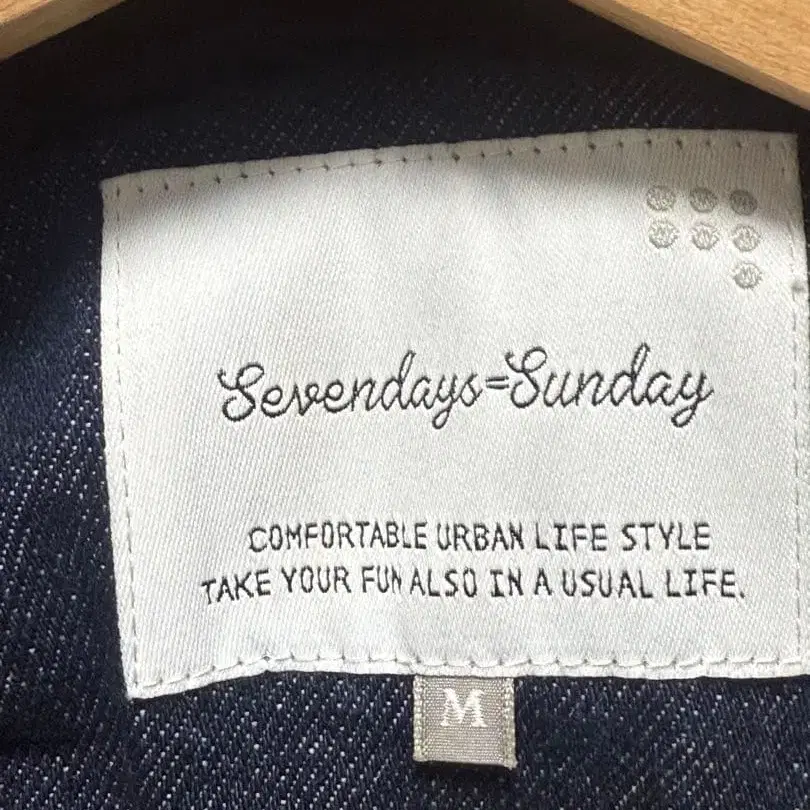 Sevendays=Sunday
COMFORTABLE URBAN LIFE STYLE
TAKE YOUR FUN ALSO IN A USUAL LIFE.
M